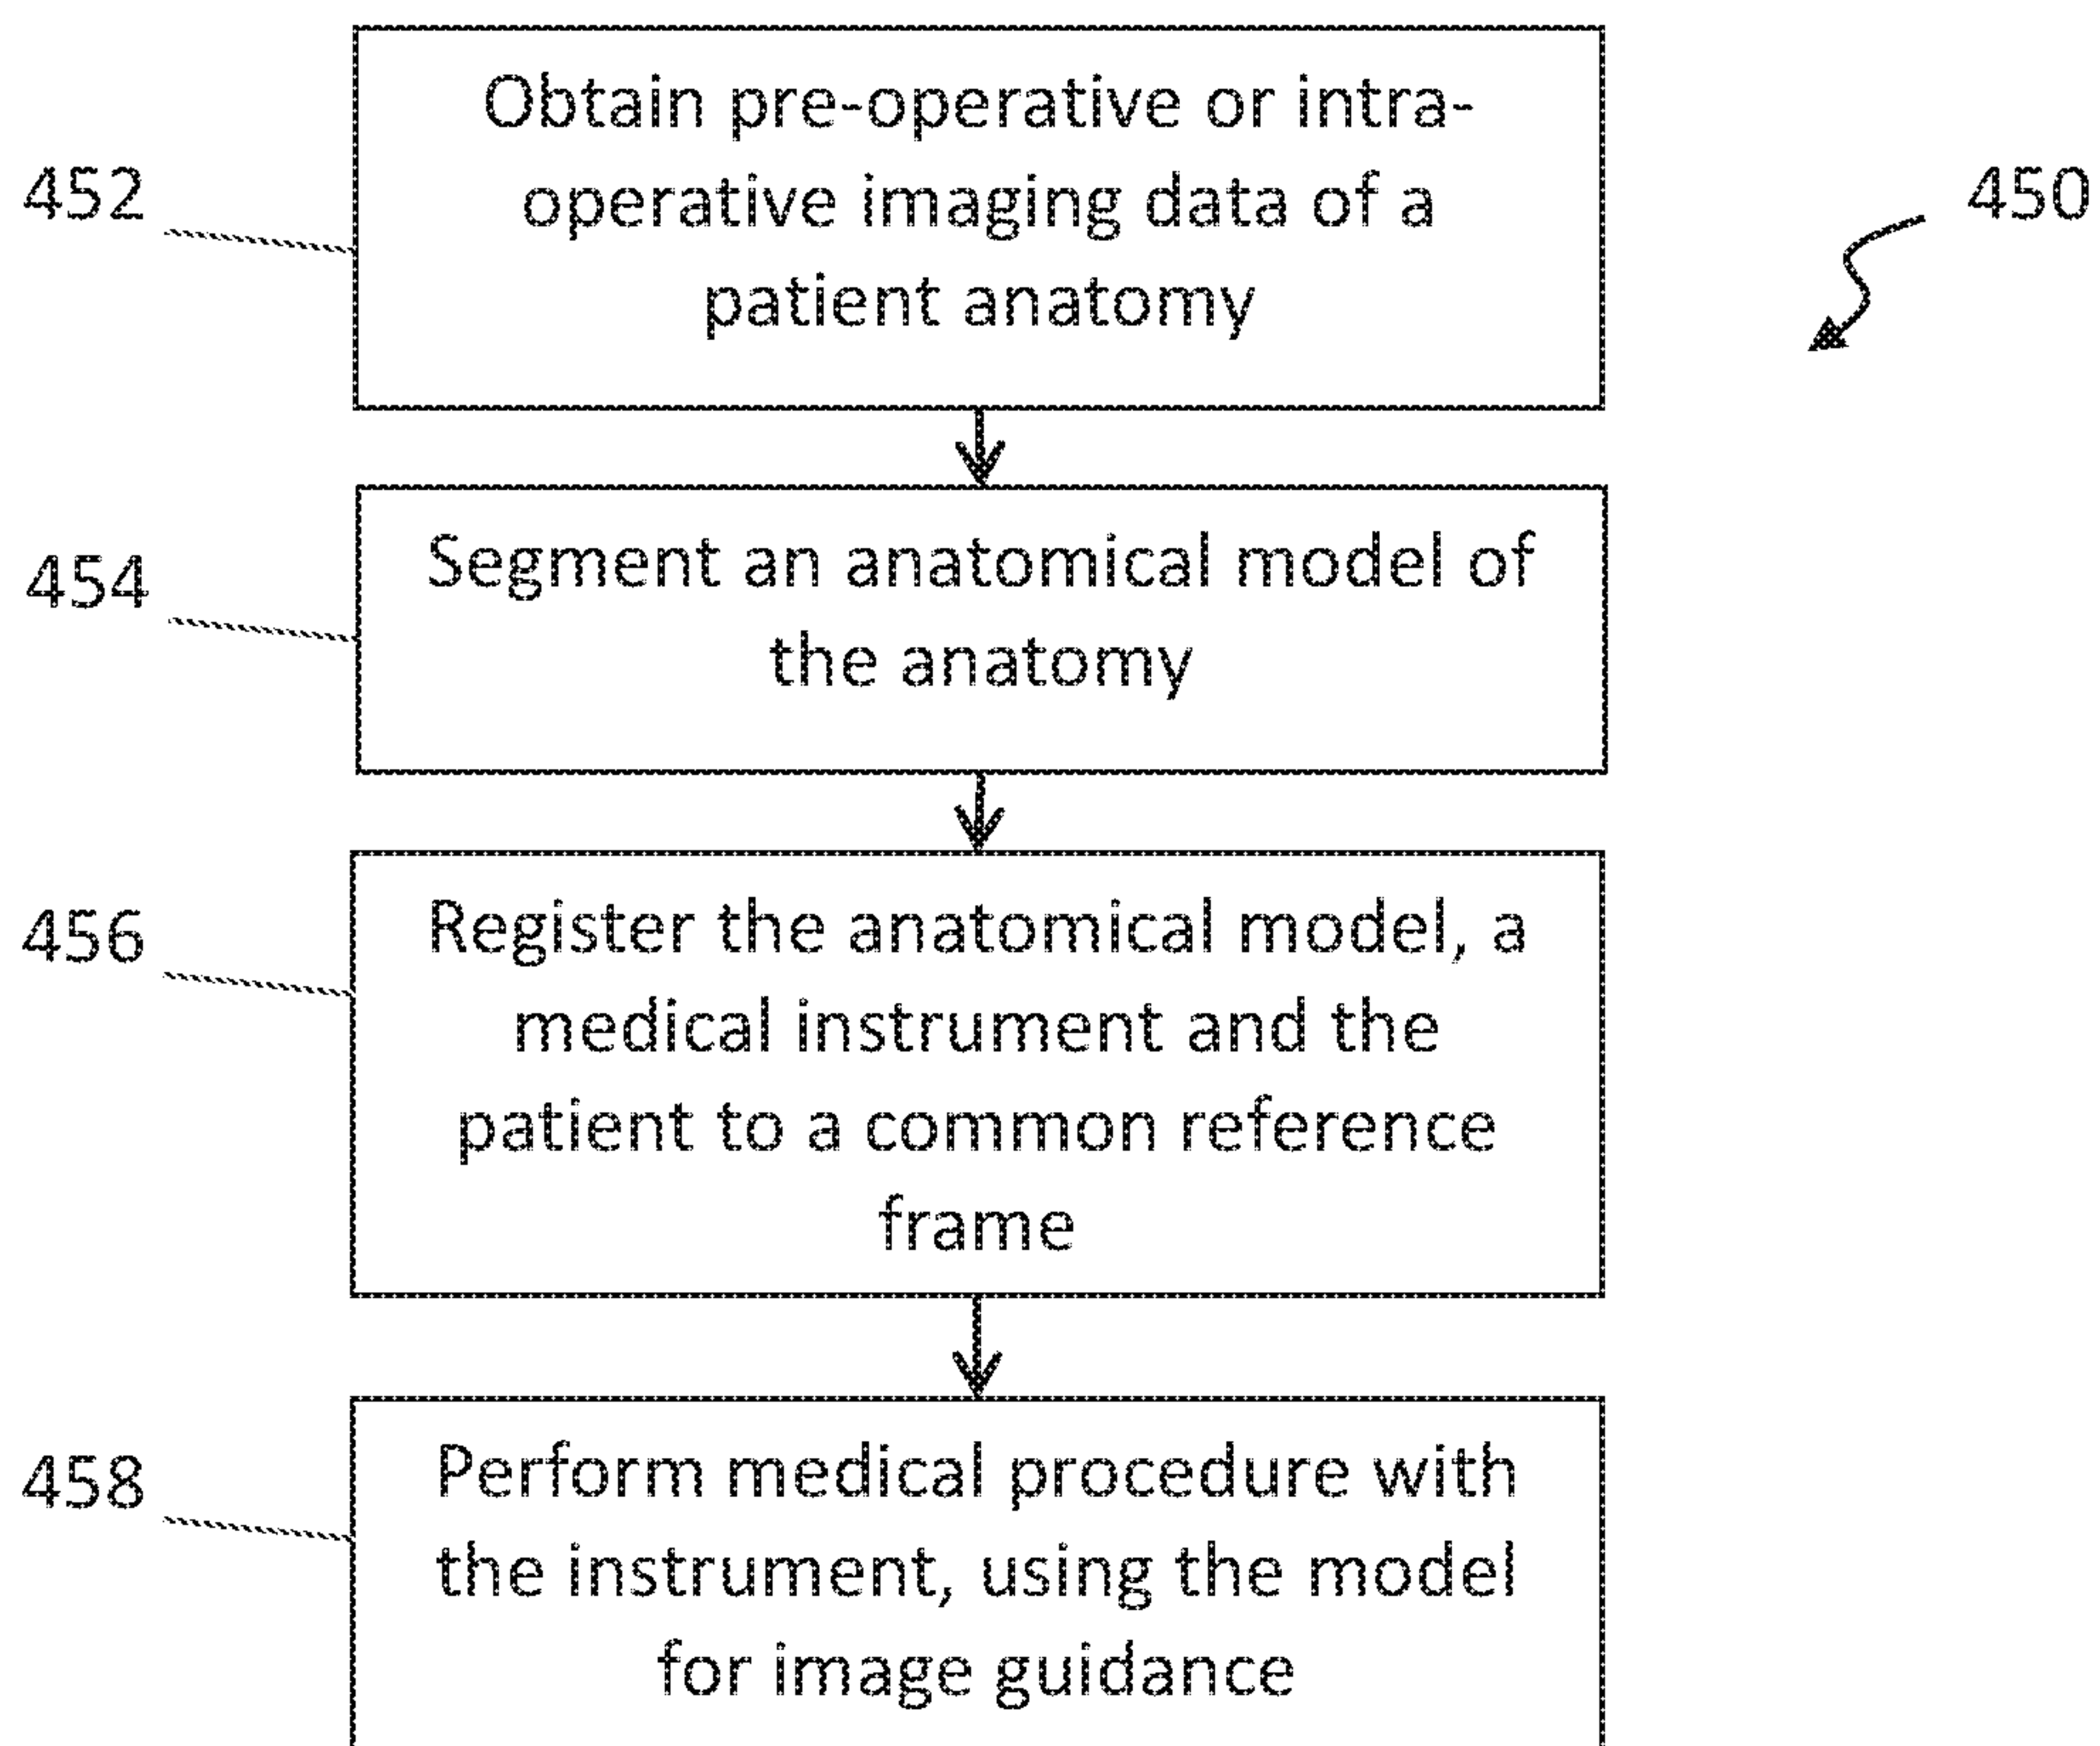 Obtain pre-operative or intra-
operative imaging data of a
patient anatomy
452
450
Segment an anatomical model of
the anatomy
454
Register the anatomical model, a
medical instrument and the
patient to a common reference
frame
456
Perform medical procedure with
the instrument, using the model
for image guidance
458